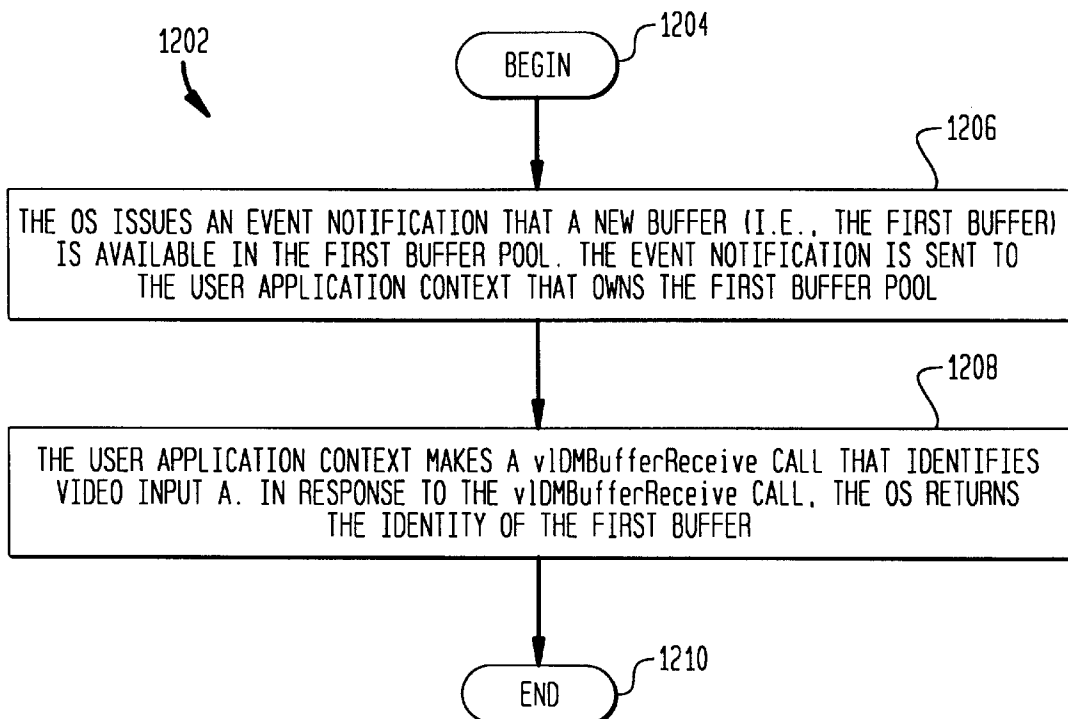 1202
1204
BEGIN
1206
THE OS ISSUES AN EVENT NOTIFICATION THAT A NEW BUFFER (I.E., THE FIRST BUFFER)
IS AVAILABLE IN THE FIRST BUFFER POOL. THE EVENT NOTIFICATION IS SENT TO
THE USER APPLICATION CONTEXT THAT OWNS THE FIRST BUFFER POOL
1208
THE USER APPLICATION CONTEXT MAKES A vlDMBufferReceive CALL THAT IDENTIFIES
VIDEO INPUT A. IN RESPONSE TO THE vlDMBufferReceive CALL, THE OS RETURNS
THE IDENTITY OF THE FIRST BUFFER
1210
END